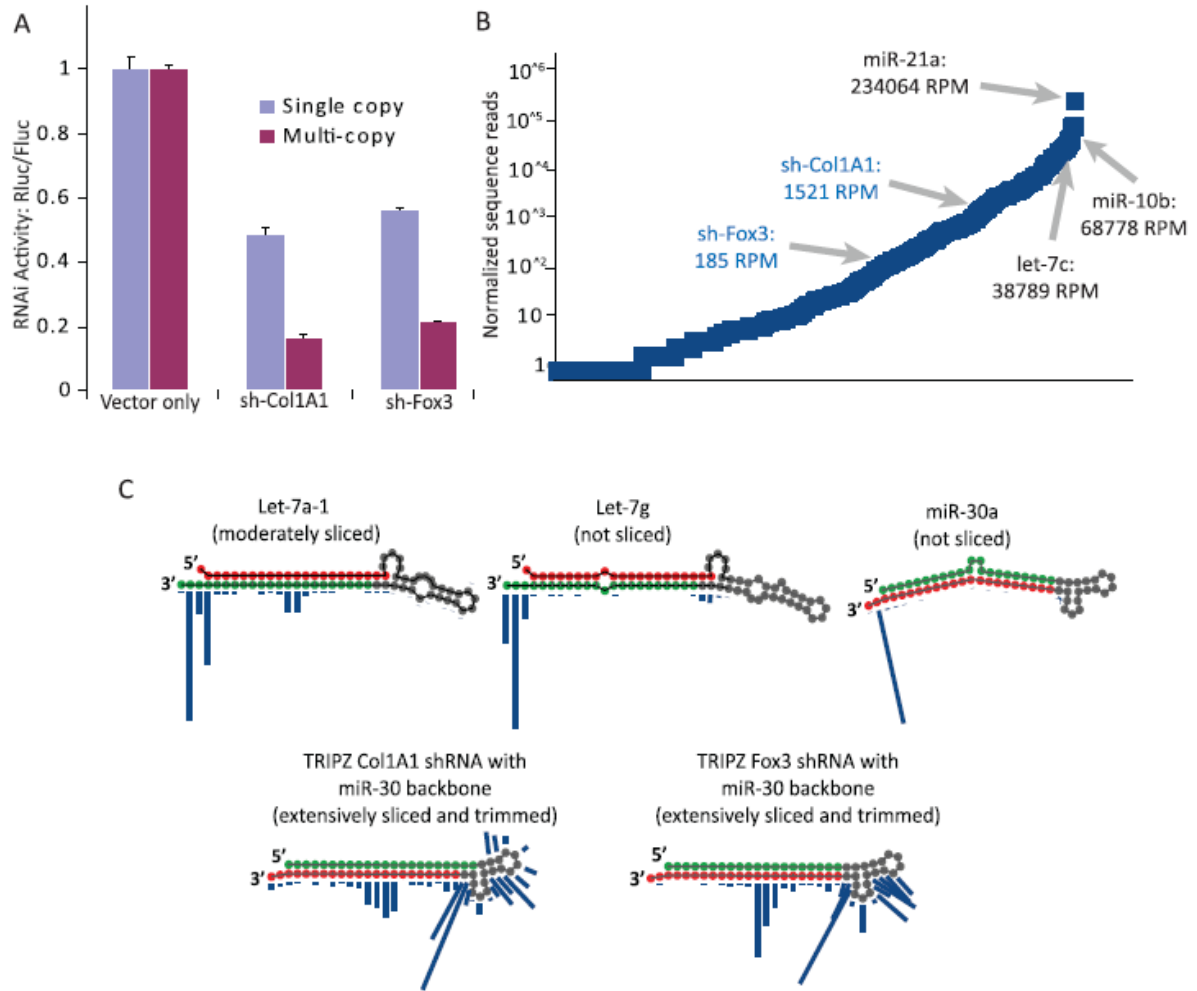 A
RNAi Activity: Rluc/Fluc
1
0.8
0.6
0.4
0.2
0
Single copy
Multi-copy
Vector only
sh-Col1A1
sh-Fox3
B
Normalized sequence reads
10^6
10^5
10^4
10^3
10^2
10
1
miR-21a:
234064 RPM
sh-Col1A1:
1521 RPM
sh-Fox3:
185 RPM
miR-10b:
68778 RPM
let-7c:
38789 RPM
C
Let-7a-1
(moderately sliced)
5’
3’
Let-7g
(not sliced)
5’
3’
miR-30a
(not sliced)
5’
3’
TRIPZ Col1A1 shRNA with
miR-30 backbone
(extensively sliced and trimmed)
5’
3’
TRIPZ Fox3 shRNA with
miR-30 backbone
(extensively sliced and trimmed)
5’
3’